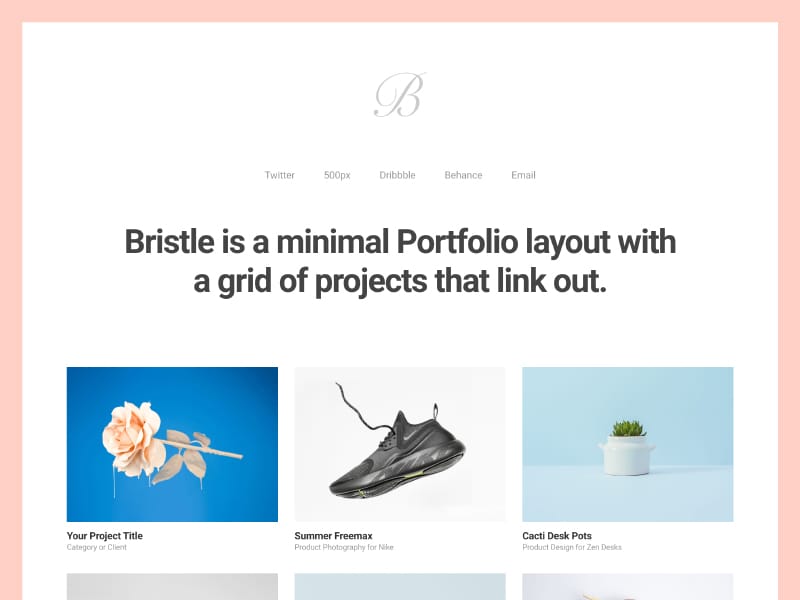 B
Twitter 500px Dribbble Behance Email
Bristle is a minimal Portfolio layout with
a grid of projects that link out.
Your Project Title
Category or Client
Summer Freemax
Product Photography for Nike
Cacti Desk Pots
Product Design for Zen Desks